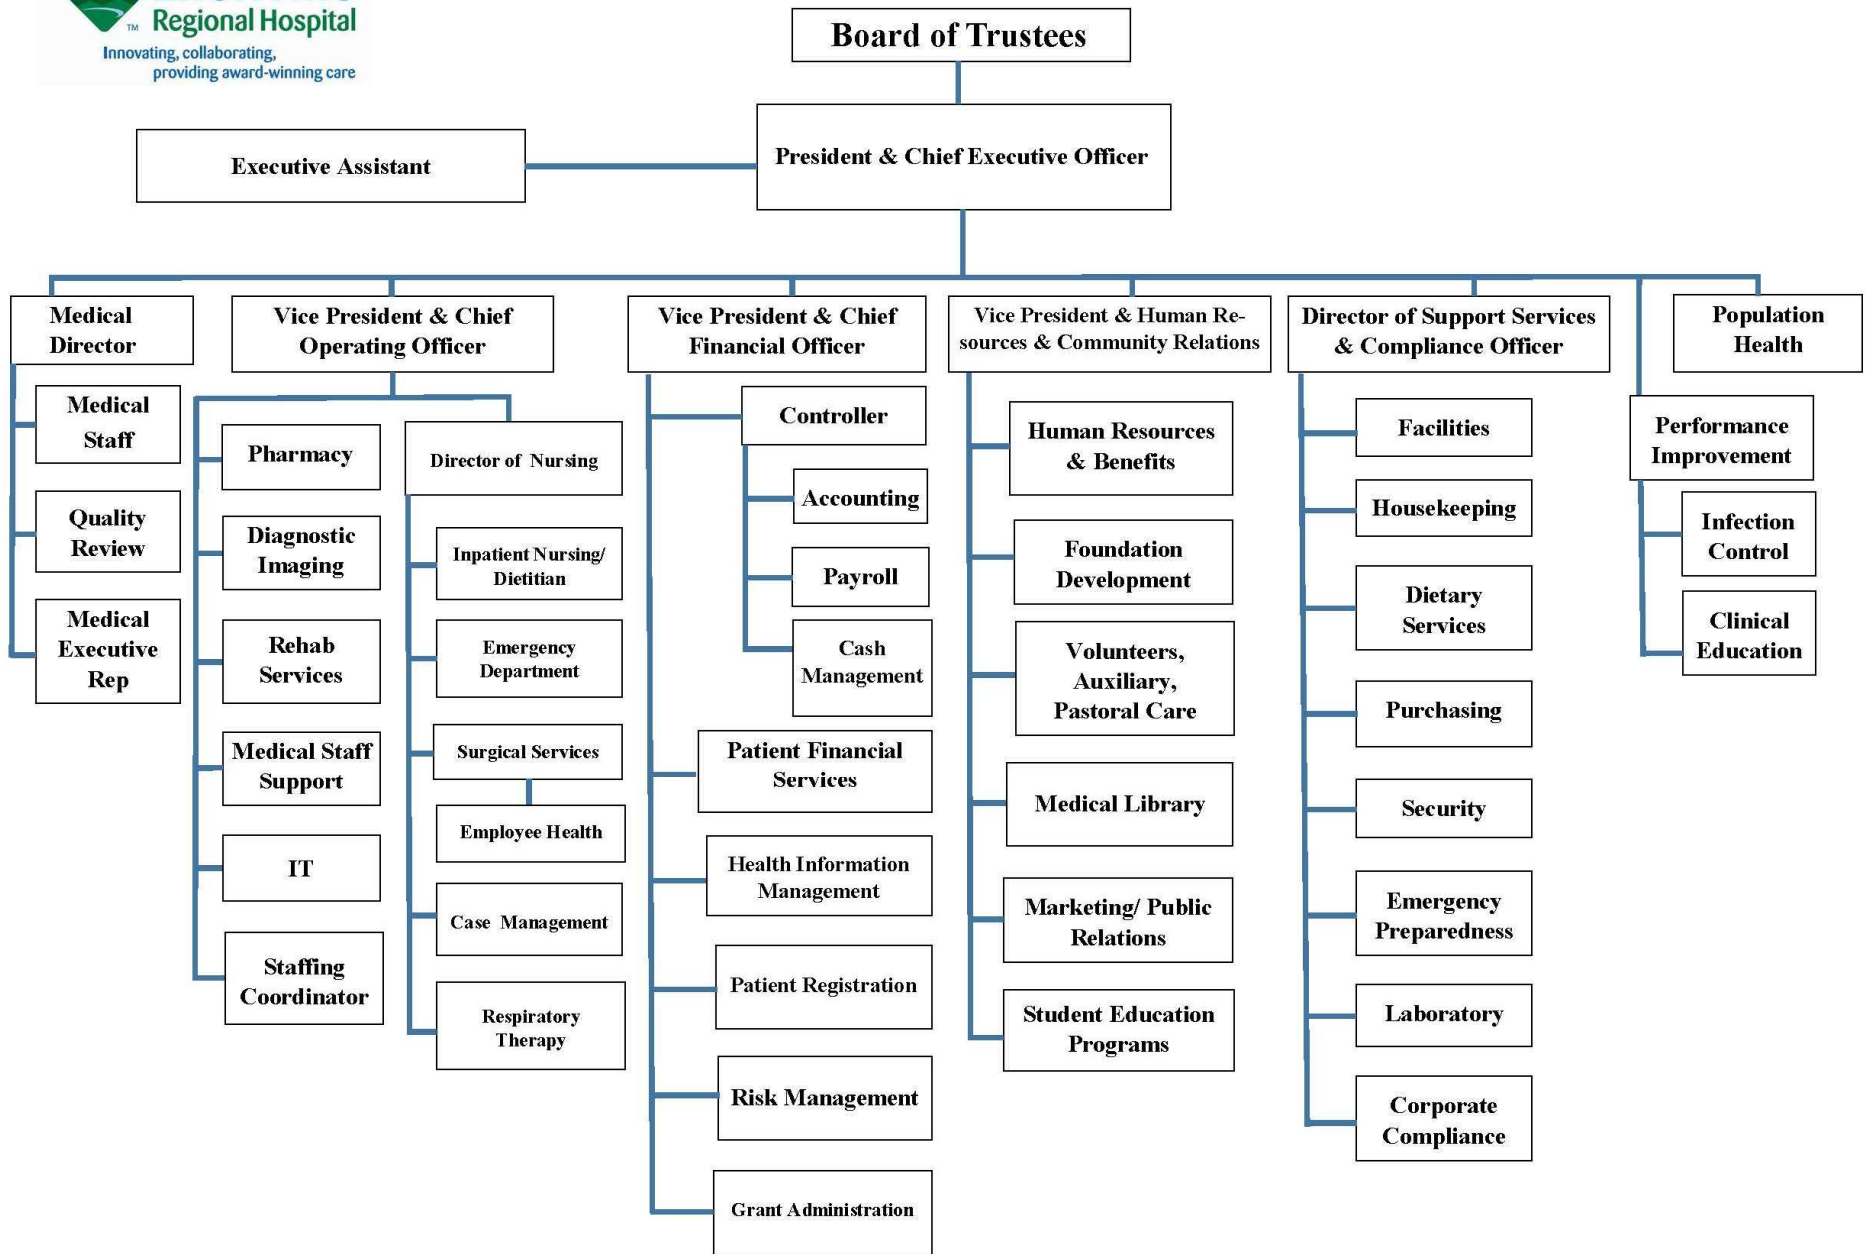 Regional Hospital
TM
Innovating, collaborating,
providing award-winning care
Board of Trustees
President & Chief Executive Officer
Executive Assistant
Medical
Director
Medical
Staff
Quality
Review
Medical
Executive
Rep
Vice President & Chief
Operating Officer
Pharmacy
Diagnostic
Imaging
Rehab
Services
Medical Staff
Support
IT
Staffing
Coordinator
Director of Nursing
Inpatient Nursing/
Dietitian
Emergency
Department
Surgical Services
Employee Health
Case Management
Respiratory
Therapy
Vice President & Chief
Financial Officer
Controller
Accounting
Payroll
Cash
Management
Patient Financial
Services
Health Information
Management
Patient Registration
Risk Management
Grant Administration
Vice President & Human Re-
sources & Community Relations
Human Resources
& Benefits
Foundation
Development
Volunteers,
Auxiliary,
Pastoral Care
Medical Library
Marketing/ Public
Relations
Student Education
Programs
Director of Support Services
& Compliance Officer
Facilities
Housekeeping
Dietary
Services
Purchasing
Security
Emergency
Preparedness
Laboratory
Corporate
Compliance
Performance
Improvement
Infection
Control
Clinical
Education
Population
Health